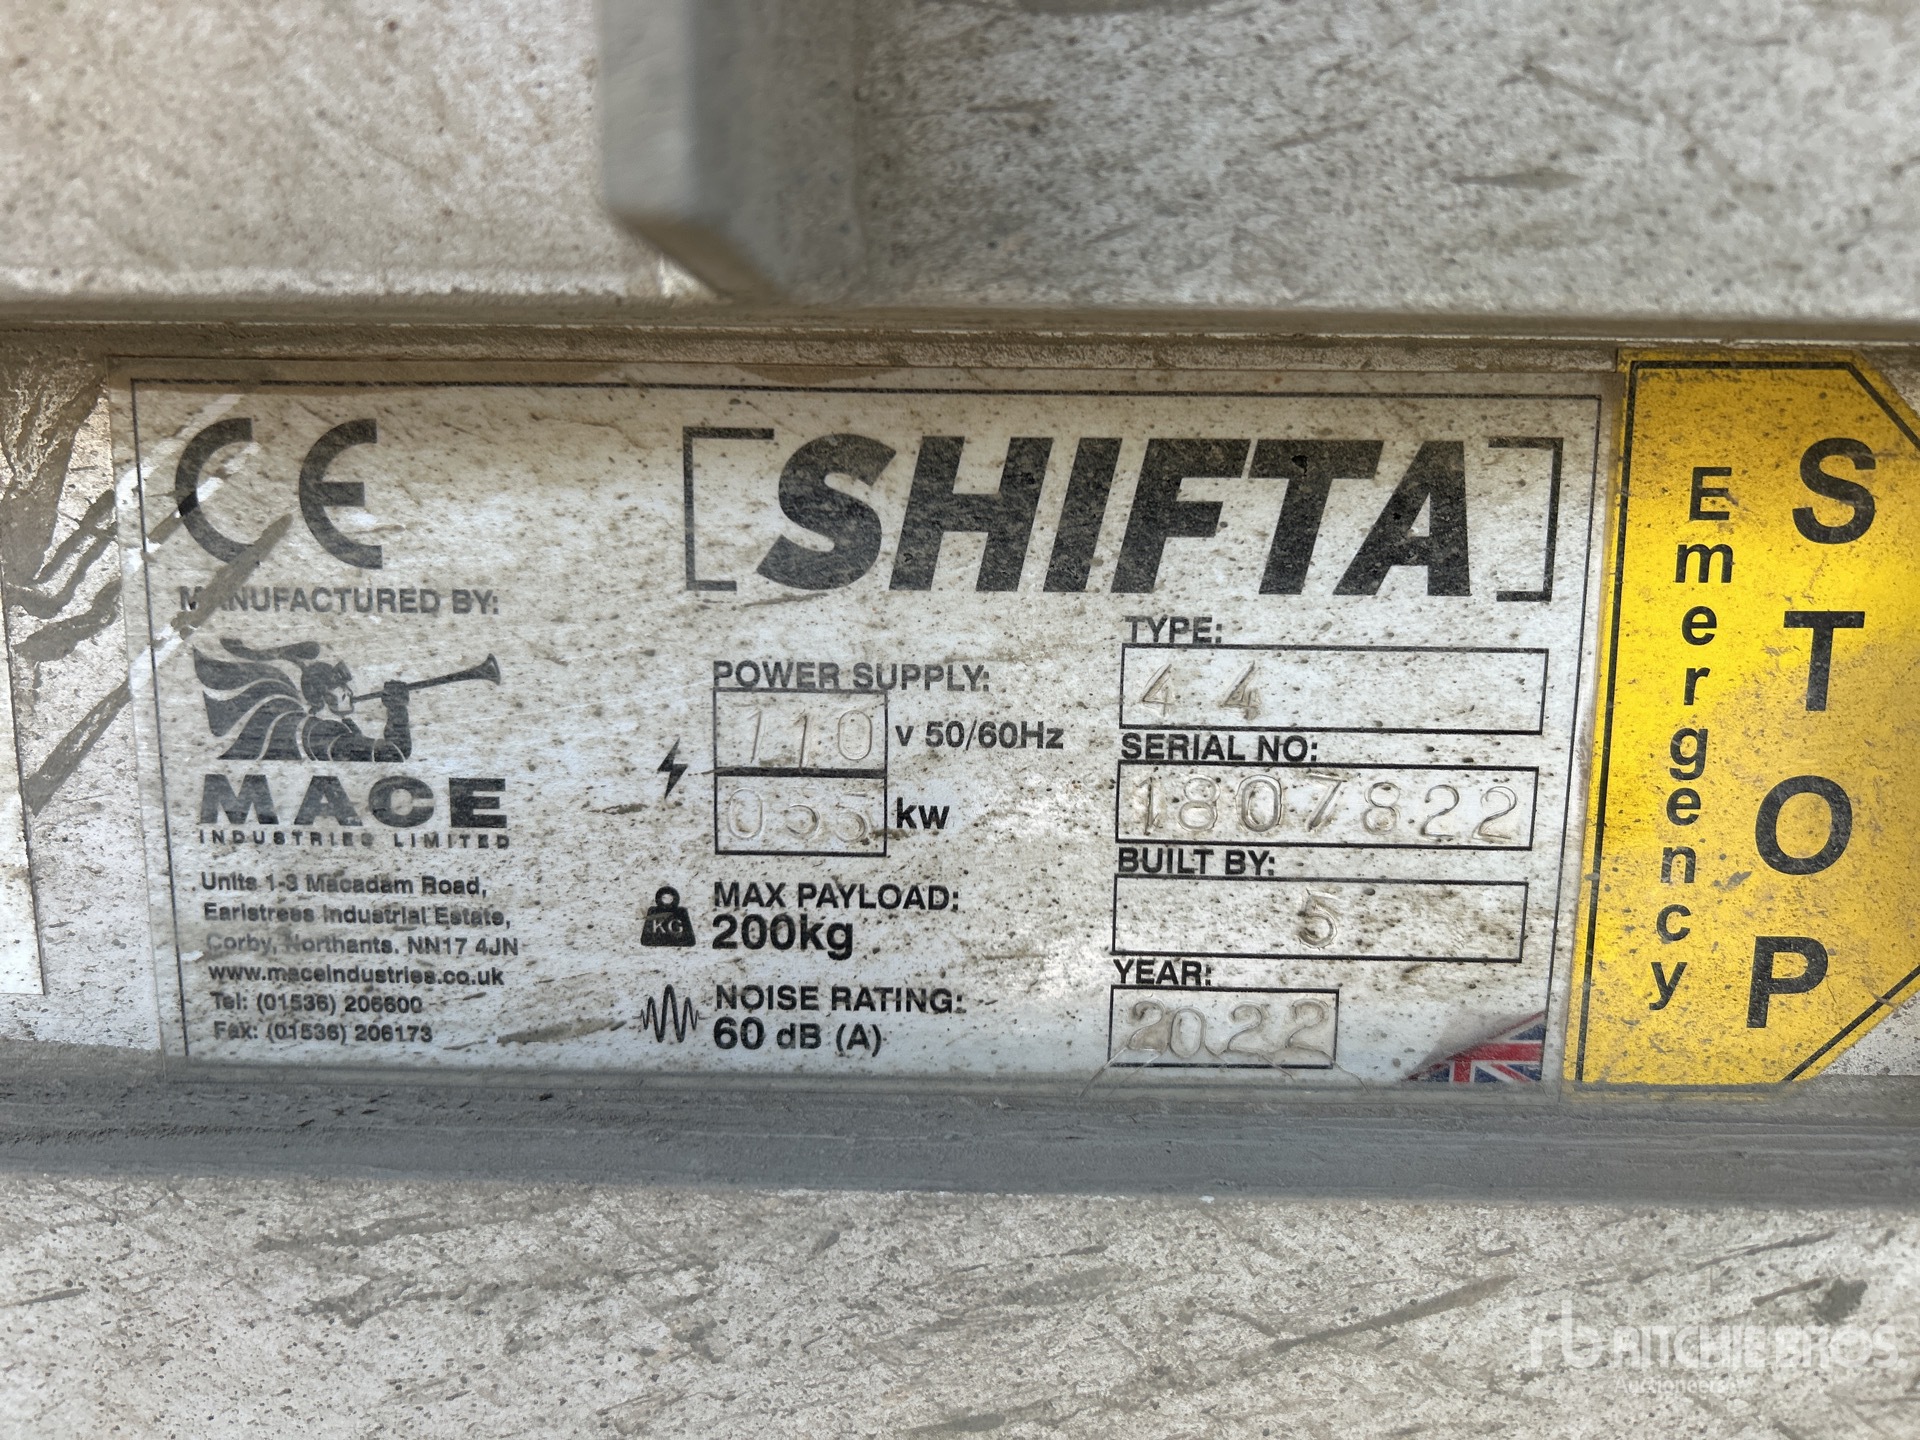 CE
MANUFACTURED BY:
MACE
INDUSTRIES LIMITED
Units 1-3 Macadam Road,
Earlstrees Industrial Estate,
Corby, Northants. NN17 4JN
www.maceindustries.co.uk
Tel: (01536) 206600
Fax: (01536) 206173
[SHIFTA]
POWER SUPPLY:
110 v 50/60Hz
055 kw
KG
MAX PAYLOAD:
200kg
NOISE RATING:
60 dB (A)
TYPE:
44
SERIAL NO:
1807822
BUILT BY:
5
YEAR:
2022
Emergency
STOP
rb RITCHIE BROS.
Auctioneers